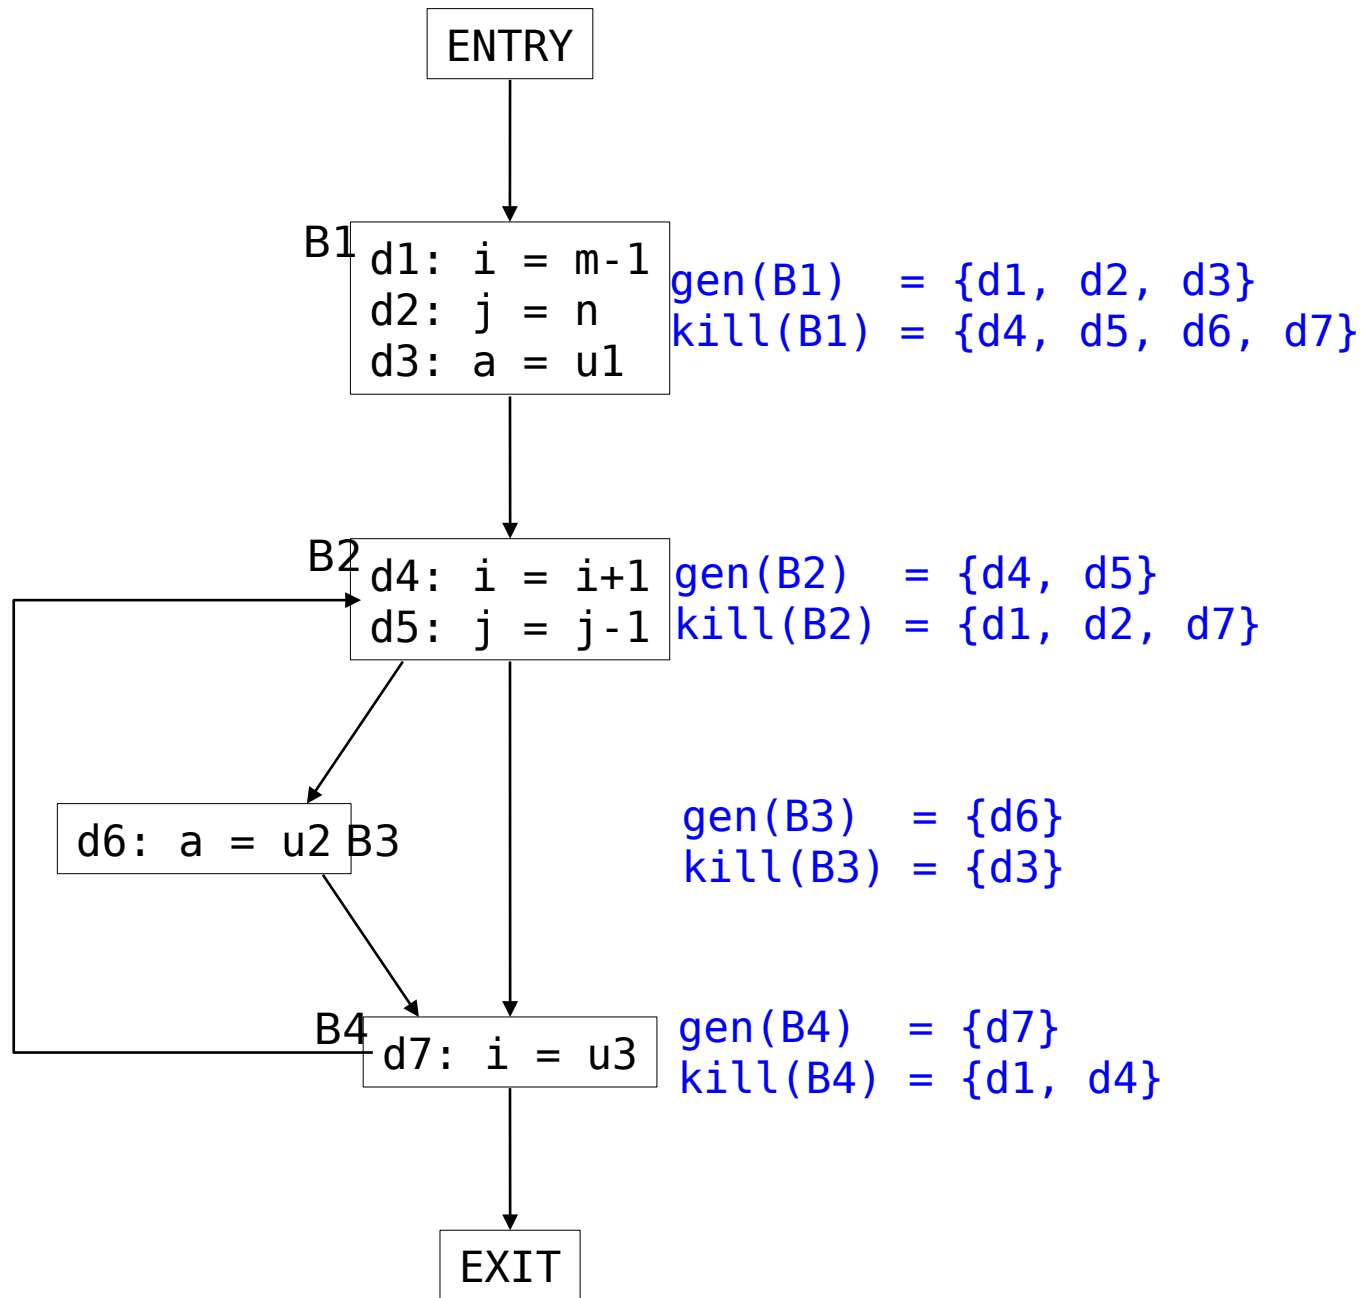 ENTRY
B1
d1: i = m-1
d2: j = n
d3: a = u1
gen(B1) = {d1, d2, d3}
kill(B1) = {d4, d5, d6, d7}
B2
d4: i = i+1
d5: j = j-1
gen(B2) = {d4, d5}
kill(B2) = {d1, d2, d7}
d6: a = u2
B3
gen(B3) = {d6}
kill(B3) = {d3}
B4
d7: i = u3
gen(B4) = {d7}
kill(B4) = {d1, d4}
EXIT